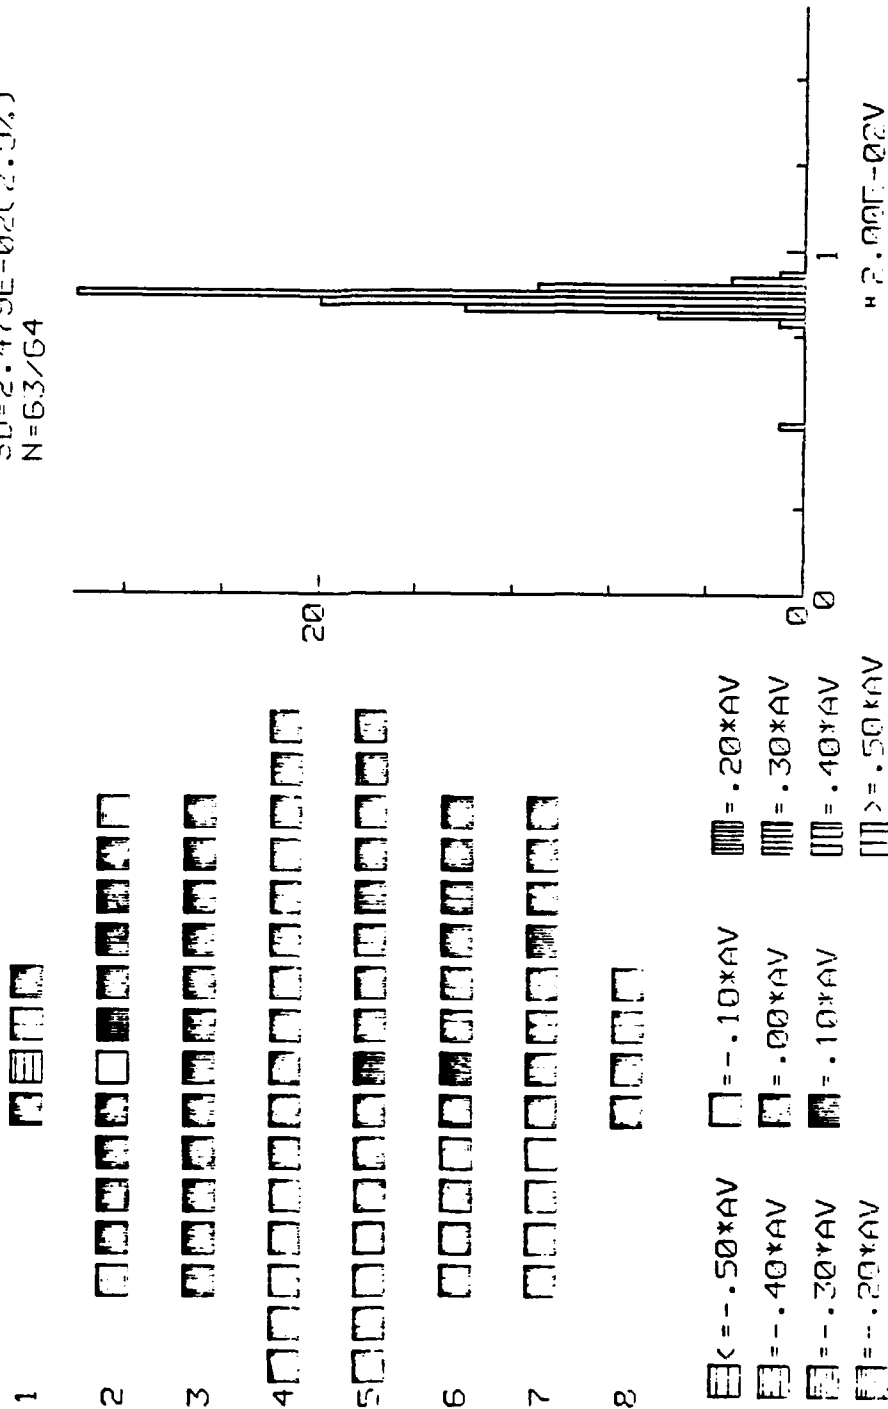 SD=2.479E-02(2.9%)
N=63/64
1
2
3
4
5
6
7
8
20
0
0
1
* 2.00E-02V
<=-.50*AV
=-.40*AV
=-.30*AV
=-.20*AV
=-.10*AV
=.00*AV
=.10*AV
=.20*AV
=.30*AV
=.40*AV
>=.50*AV